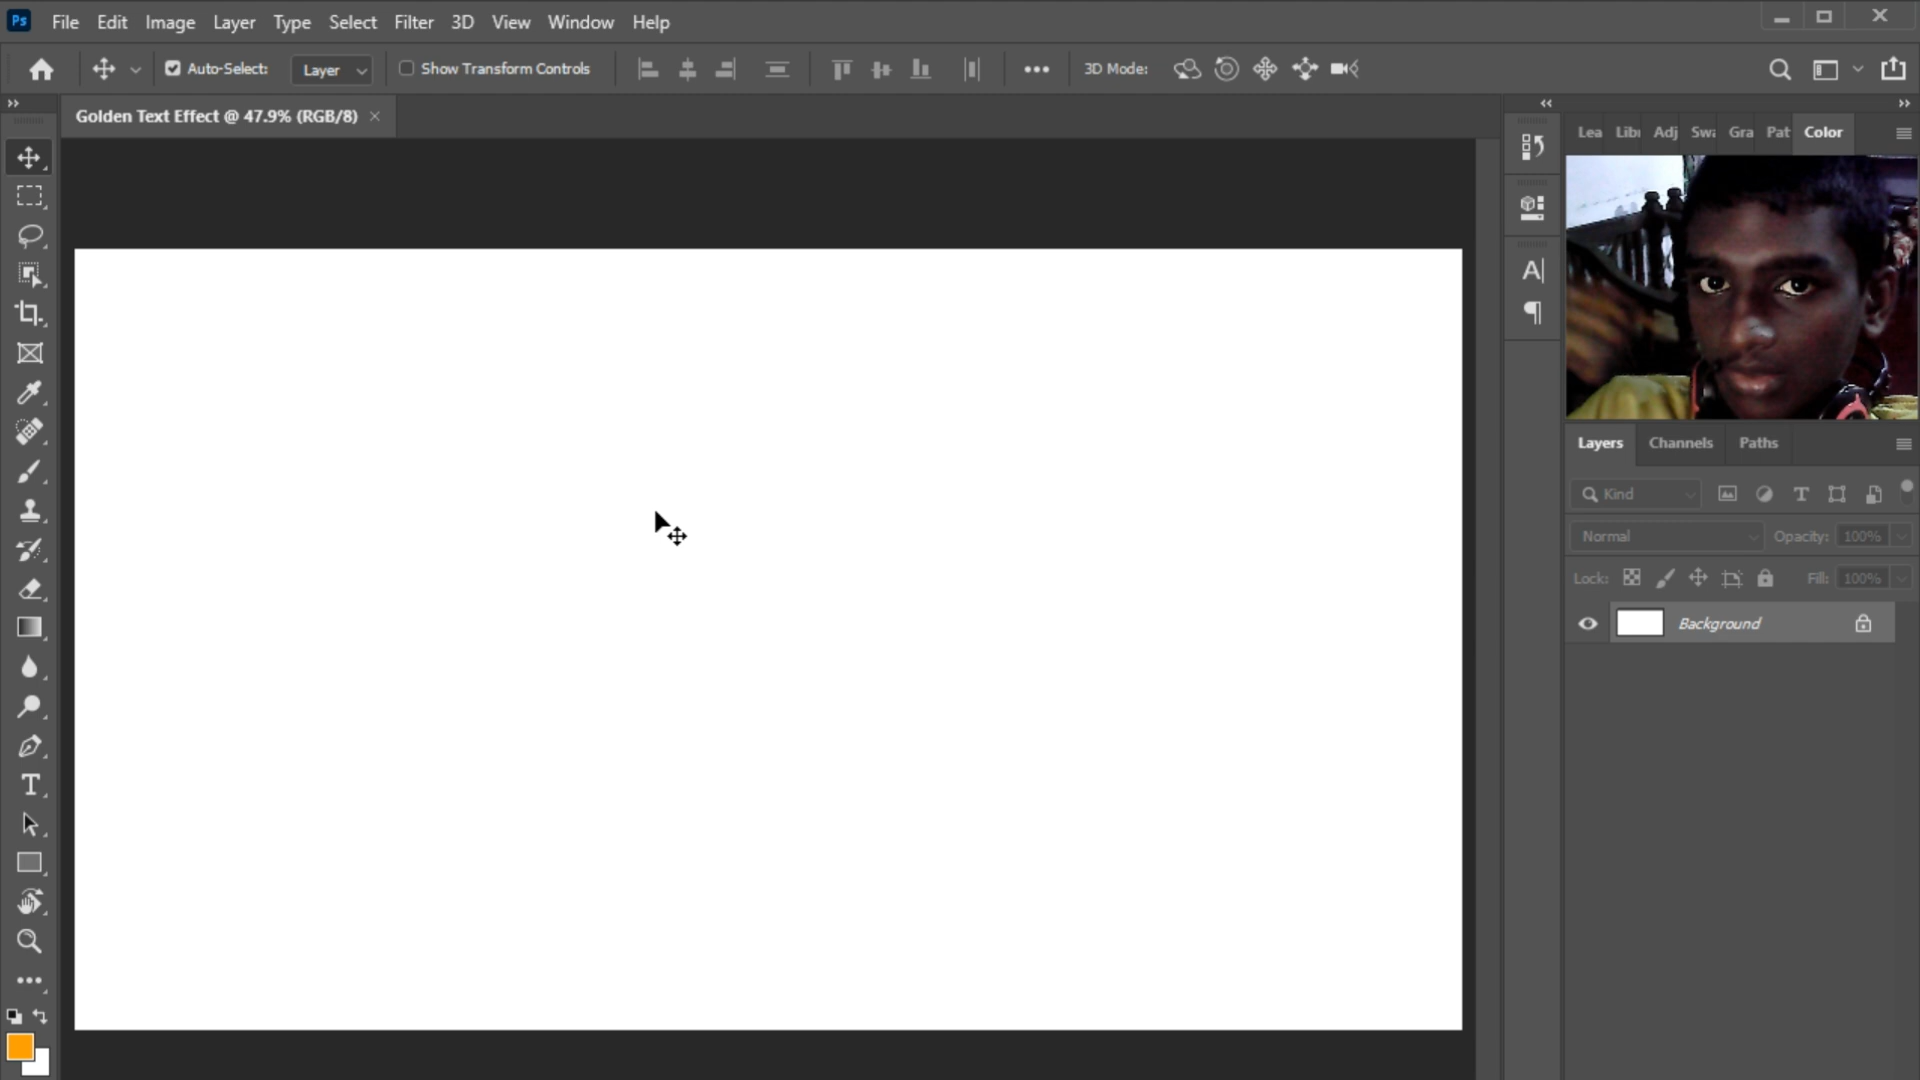 Ps File Edit Image Layer Type Select Filter 3D View Window Help
Auto-Select: Layer Show Transform Controls 3D Mode:
Golden Text Effect @ 47.9% (RGB/8) ×
Lea Adj Gra Pat Color
A|
¶
Layers Channels Paths
Kind T
Normal Opacity: 100%
Lock: Fill: 100%
Background
T